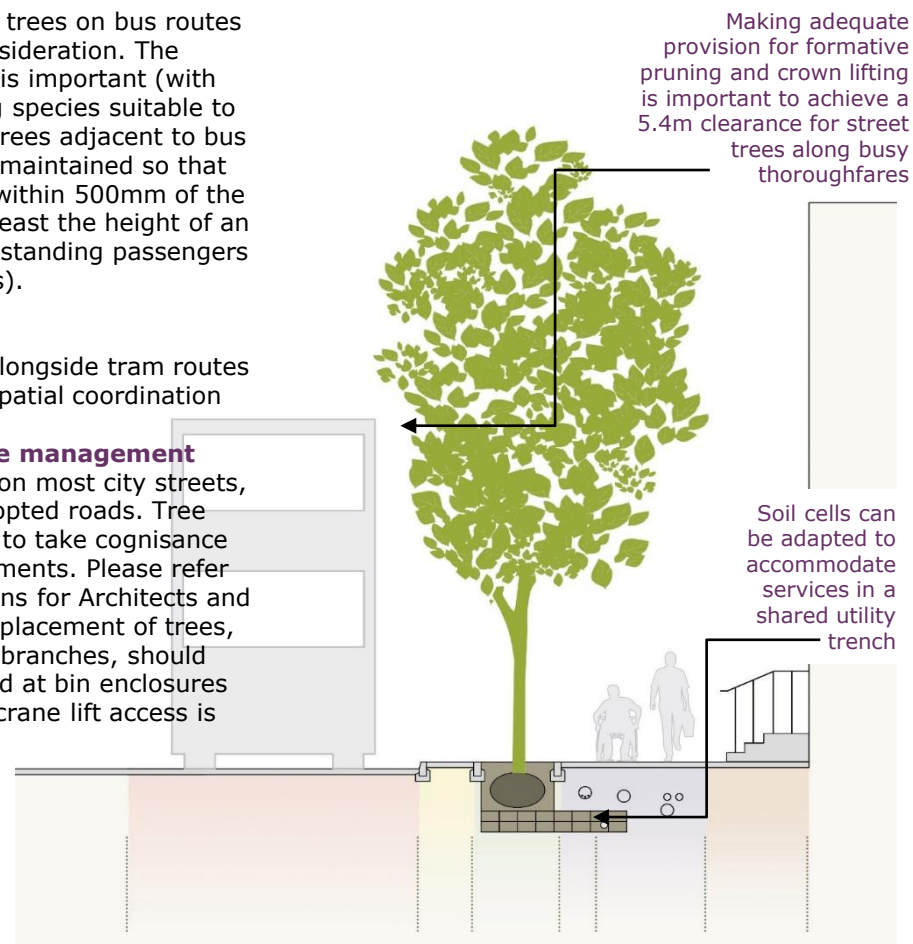 trees on bus routes
sideration. The
is important (with
species suitable to
rees adjacent to bus
maintained so that
within 500mm of the
east the height of an
standing passengers
s).
longside tram routes
patial coordination
e management
on most city streets,
opted roads. Tree
to take cognisance
ments. Please refer
ns for Architects and
placement of trees,
branches, should
d at bin enclosures
crane lift access is
Making adequate
provision for formative
pruning and crown lifting
is important to achieve a
5.4m clearance for street
trees along busy
thoroughfares
Soil cells can
be adapted to
accommodate
services in a
shared utility
trench